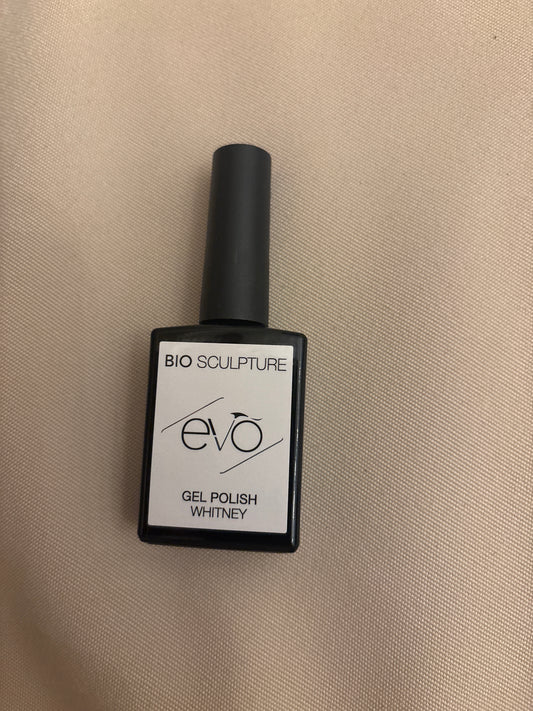 BIO SCULPTURE
evo
GEL POLISH
WHITNEY